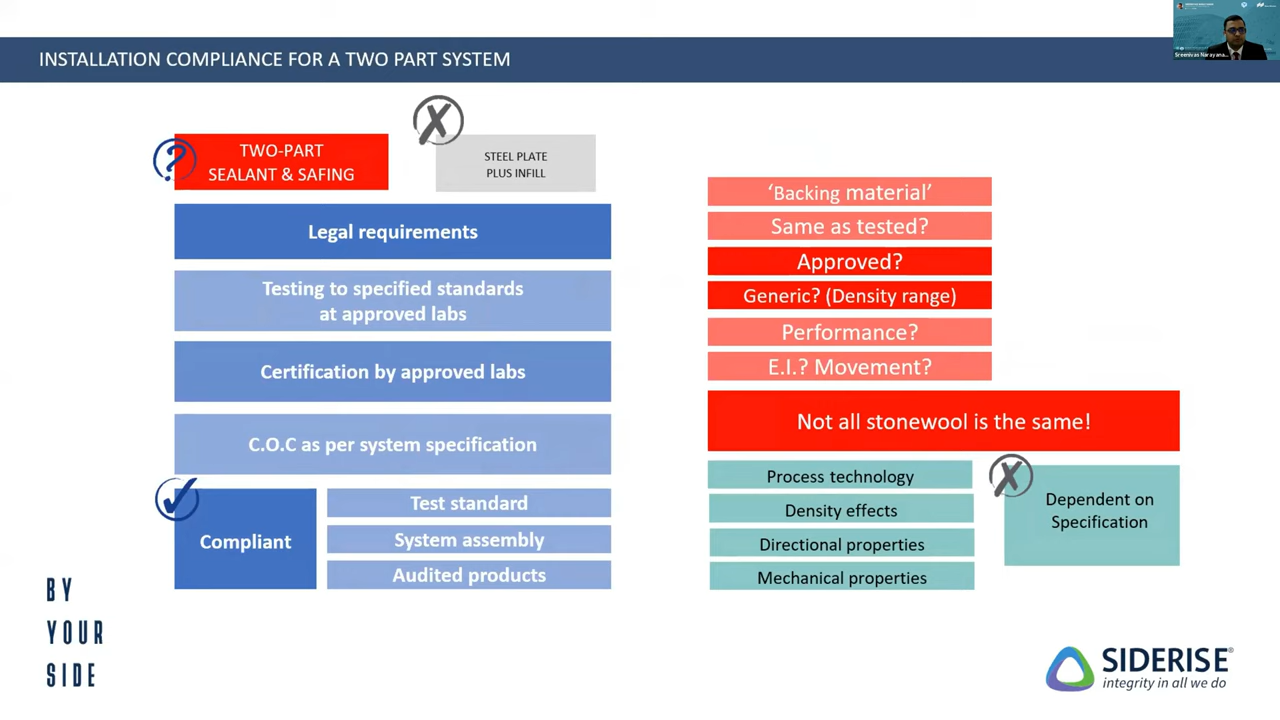 INSTALLATION COMPLIANCE FOR A TWO PART SYSTEM
Sreenivas Narayana...
TWO-PART
SEALANT & SAFING
STEEL PLATE
PLUS INFILL
Legal requirements
Testing to specified standards
at approved labs
Certification by approved labs
C.O.C as per system specification
Compliant
Test standard
System assembly
Audited products
‘Backing material’
Same as tested?
Approved?
Generic? (Density range)
Performance?
E.I.? Movement?
Not all stonewool is the same!
Process technology
Density effects
Directional properties
Mechanical properties
Dependent on
Specification
BY
YOUR
SIDE
SIDERISE®
integrity in all we do